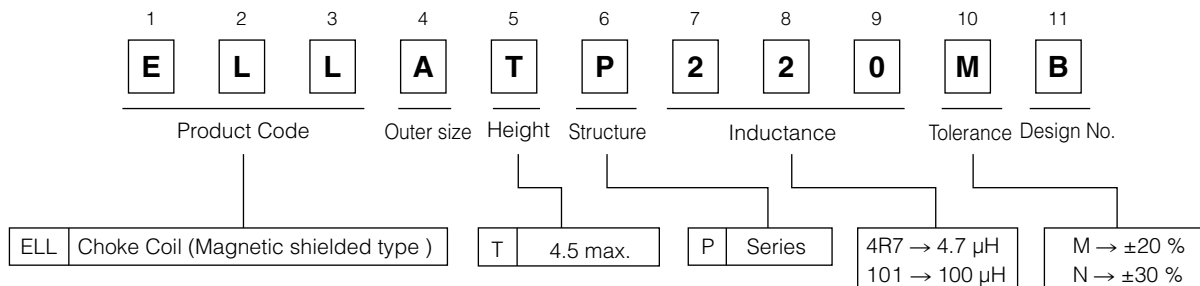 1 2 3 4 5 6 7 8 9 10 11
E L L A T P 2 2 0 M B
Product Code Outer size Height Structure Inductance Tolerance Design No.
ELL Choke Coil (Magnetic shielded type ) T 4.5 max. P Series 4R7 → 4.7 µH M → ±20 %
101 → 100 µH N → ±30 %